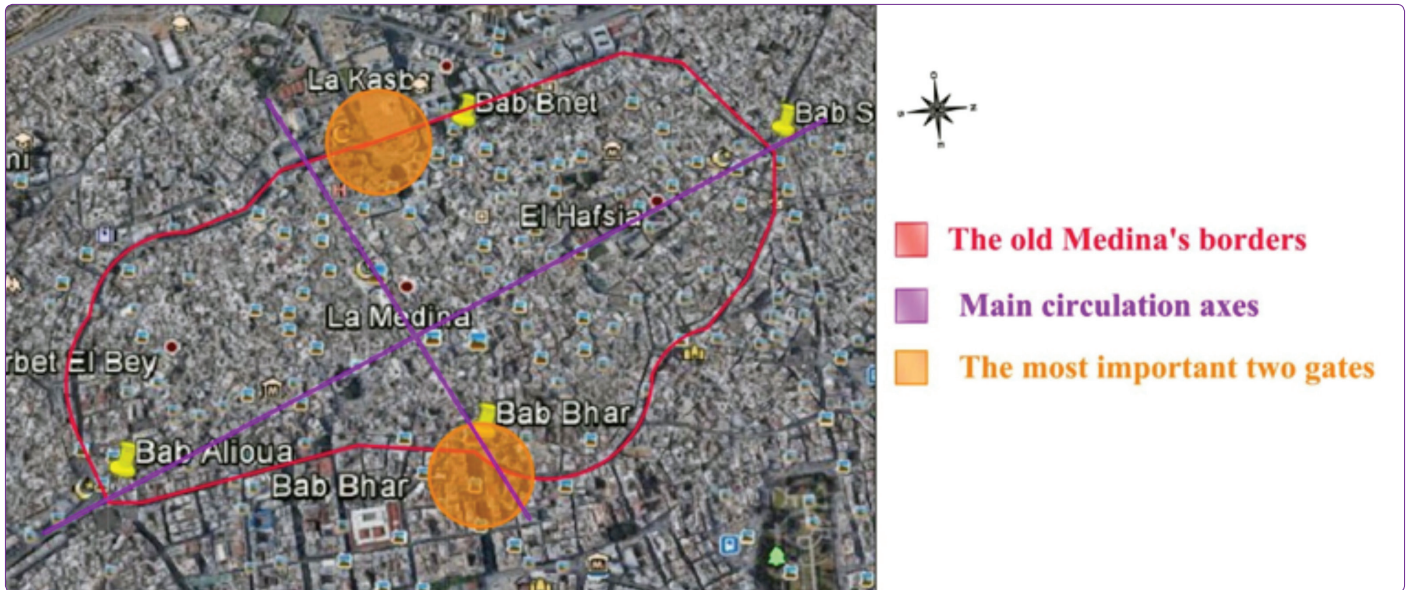 La Kasba
Bab Bnet
Bab S
ni
El Hafsia
H
La Medina
rbet El Bey
Bab Bhar
Bab Alioua
Bab Bhar
O
N
S
E
The old Medina's borders
Main circulation axes
The most important two gates